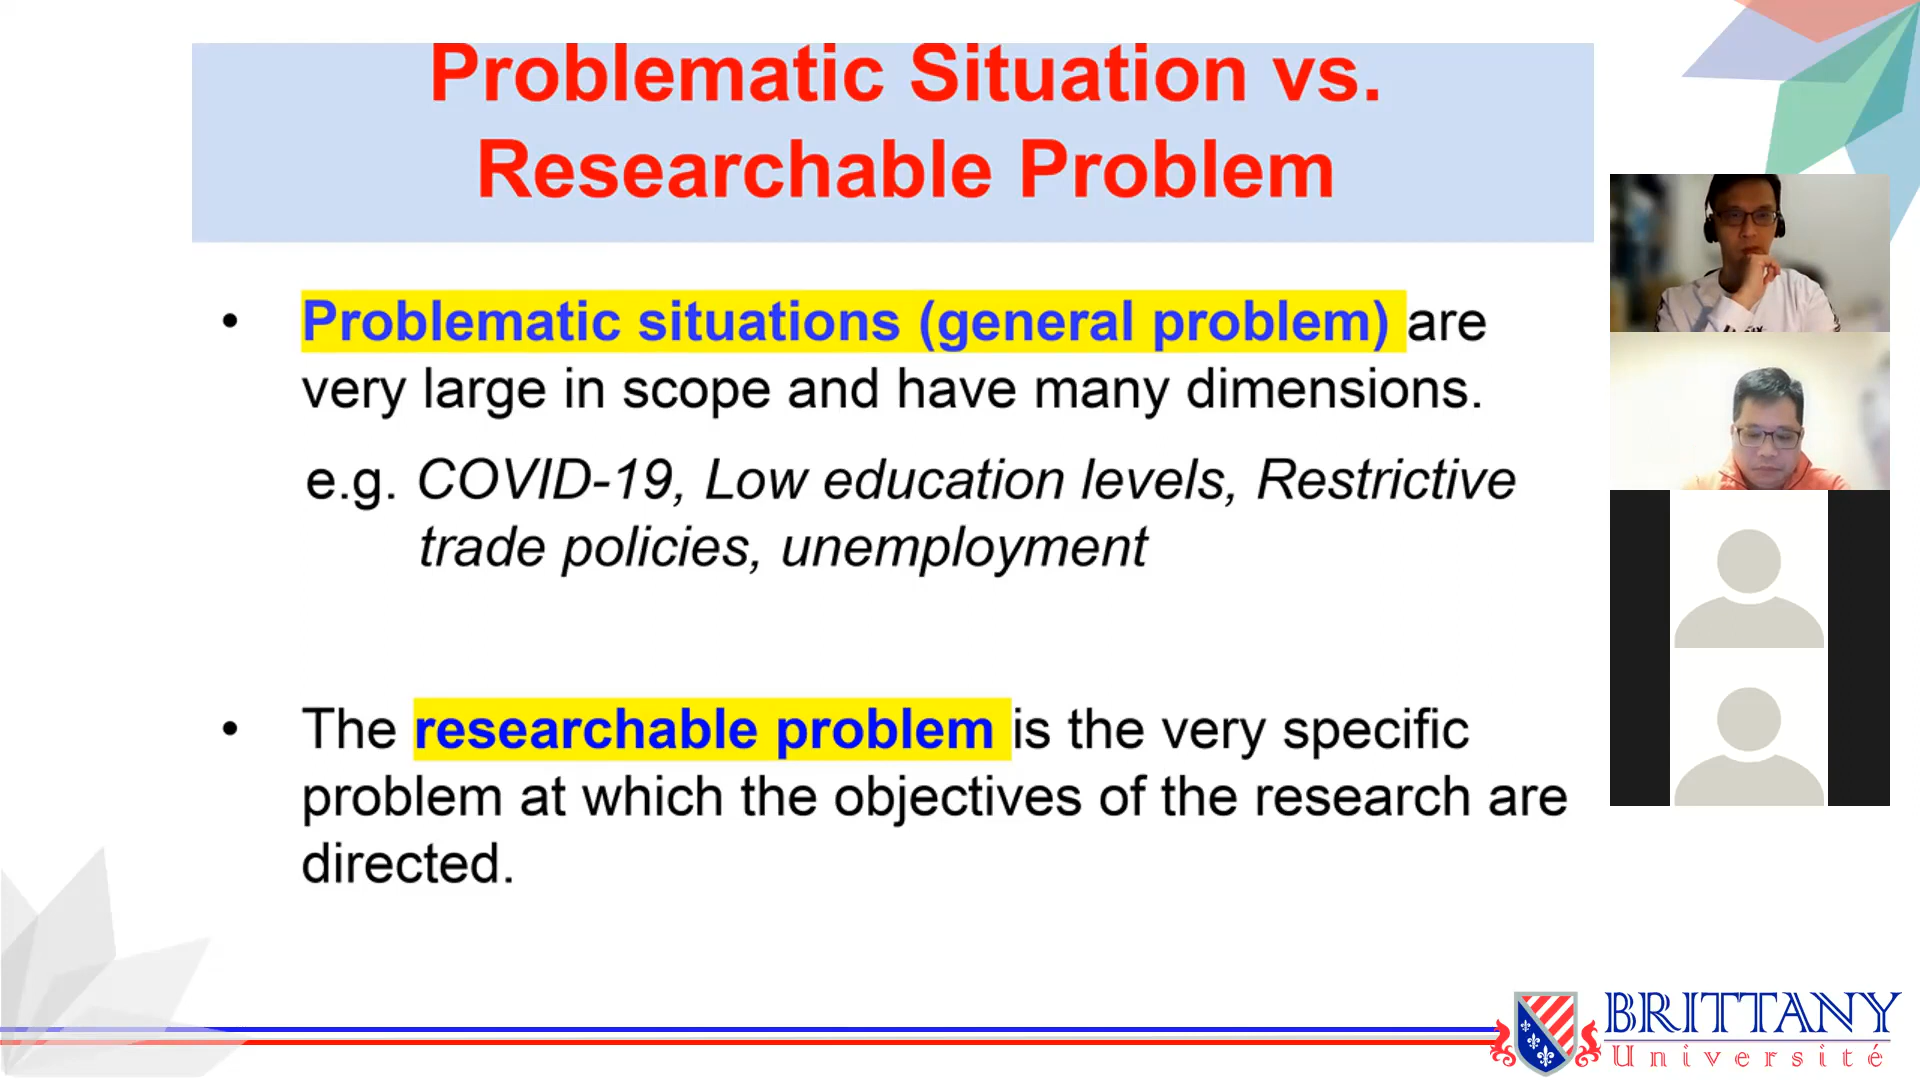 Problematic Situation vs.
Researchable Problem
• Problematic situations (general problem) are
very large in scope and have many dimensions.
e.g. COVID-19, Low education levels, Restrictive
trade policies, unemployment
• The researchable problem is the very specific
problem at which the objectives of the research are
directed.
BRITTANY
Université